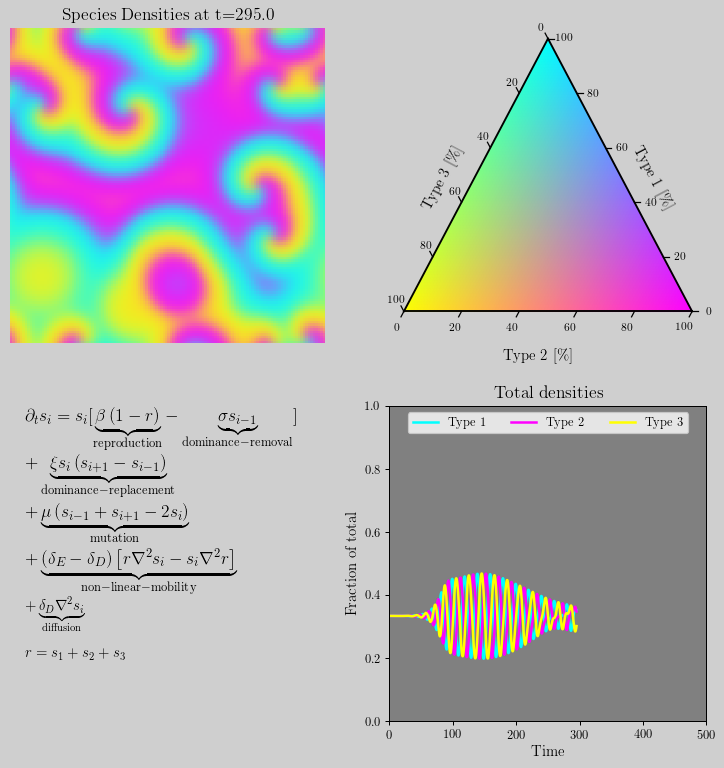 Species Densities at t=295.0
0
100
20
80
40
60
Type 3 [%]
Type 1 [%]
60
40
80
20
100
0
0
20
40
60
80
100
Type 2 [%]
∂ₜsᵢ = sᵢ[ β (1 − r) − σsᵢ₋₁ ]
reproduction dominance−removal
+ ξsᵢ (sᵢ₊₁ − sᵢ₋₁)
dominance−replacement
+ μ (sᵢ₋₁ + sᵢ₊₁ − 2sᵢ)
mutation
+ (δ_E − δ_D) [r∇²sᵢ − sᵢ∇²r]
non−linear−mobility
+ δ_D∇²sᵢ
diffusion
r = s₁ + s₂ + s₃
Total densities
Type 1 Type 2 Type 3
1.0
0.8
0.6
0.4
0.2
0.0
Fraction of total
0 100 200 300 400 500
Time